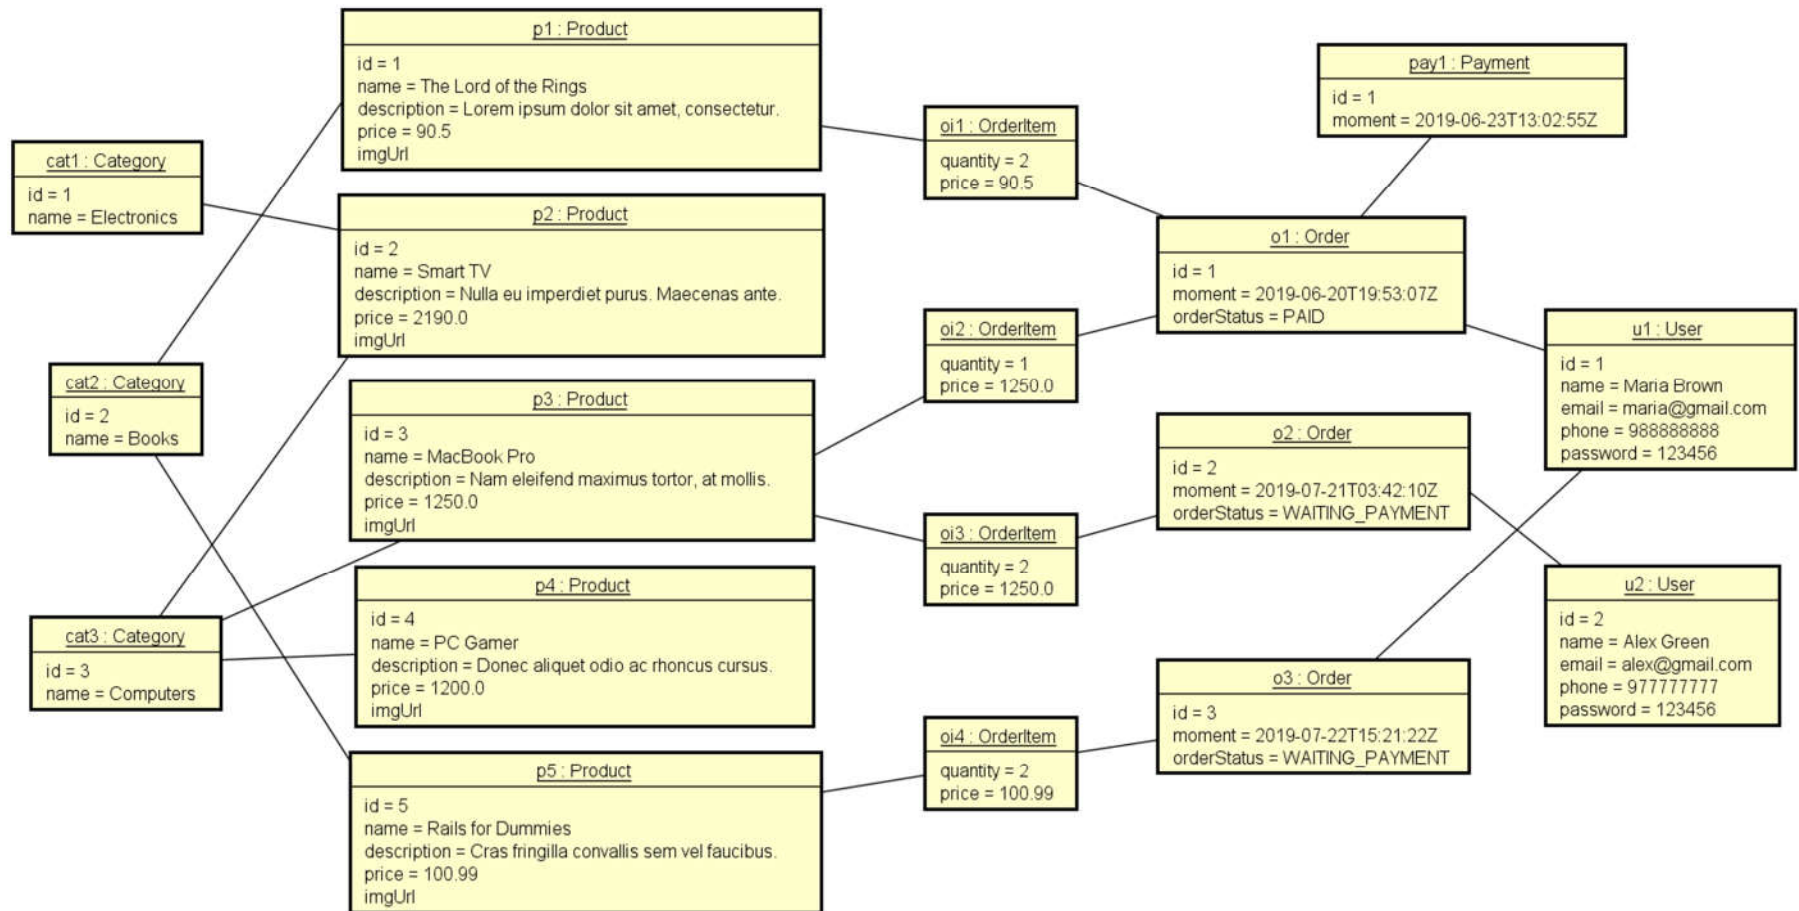 p1 : Product
id = 1
name = The Lord of the Rings
description = Lorem ipsum dolor sit amet, consectetur.
price = 90.5
imgUrl
pay1 : Payment
id = 1
moment = 2019-06-23T13:02:55Z
oi1 : OrderItem
quantity = 2
price = 90.5
cat1 : Category
id = 1
name = Electronics
p2 : Product
id = 2
name = Smart TV
description = Nulla eu imperdiet purus. Maecenas ante.
price = 2190.0
imgUrl
o1 : Order
id = 1
moment = 2019-06-20T19:53:07Z
orderStatus = PAID
oi2 : OrderItem
quantity = 1
price = 1250.0
u1 : User
id = 1
name = Maria Brown
email = maria@gmail.com
phone = 988888888
password = 123456
cat2 : Category
id = 2
name = Books
p3 : Product
id = 3
name = MacBook Pro
description = Nam eleifend maximus tortor, at mollis.
price = 1250.0
imgUrl
o2 : Order
id = 2
moment = 2019-07-21T03:42:10Z
orderStatus = WAITING_PAYMENT
oi3 : OrderItem
quantity = 2
price = 1250.0
p4 : Product
id = 4
name = PC Gamer
description = Donec aliquet odio ac rhoncus cursus.
price = 1200.0
imgUrl
u2 : User
id = 2
name = Alex Green
email = alex@gmail.com
phone = 977777777
password = 123456
cat3 : Category
id = 3
name = Computers
o3 : Order
id = 3
moment = 2019-07-22T15:21:22Z
orderStatus = WAITING_PAYMENT
oi4 : OrderItem
quantity = 2
price = 100.99
p5 : Product
id = 5
name = Rails for Dummies
description = Cras fringilla convallis sem vel faucibus.
price = 100.99
imgUrl